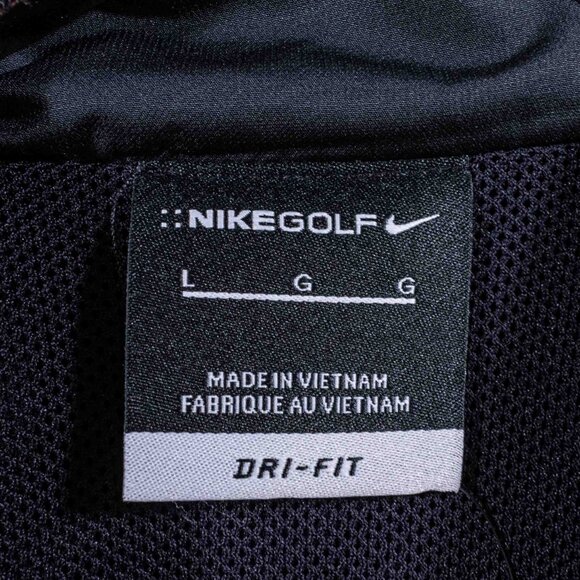 ::NIKEGOLF
L G G
MADE IN VIETNAM
FABRIQUE AU VIETNAM
DRI-FIT